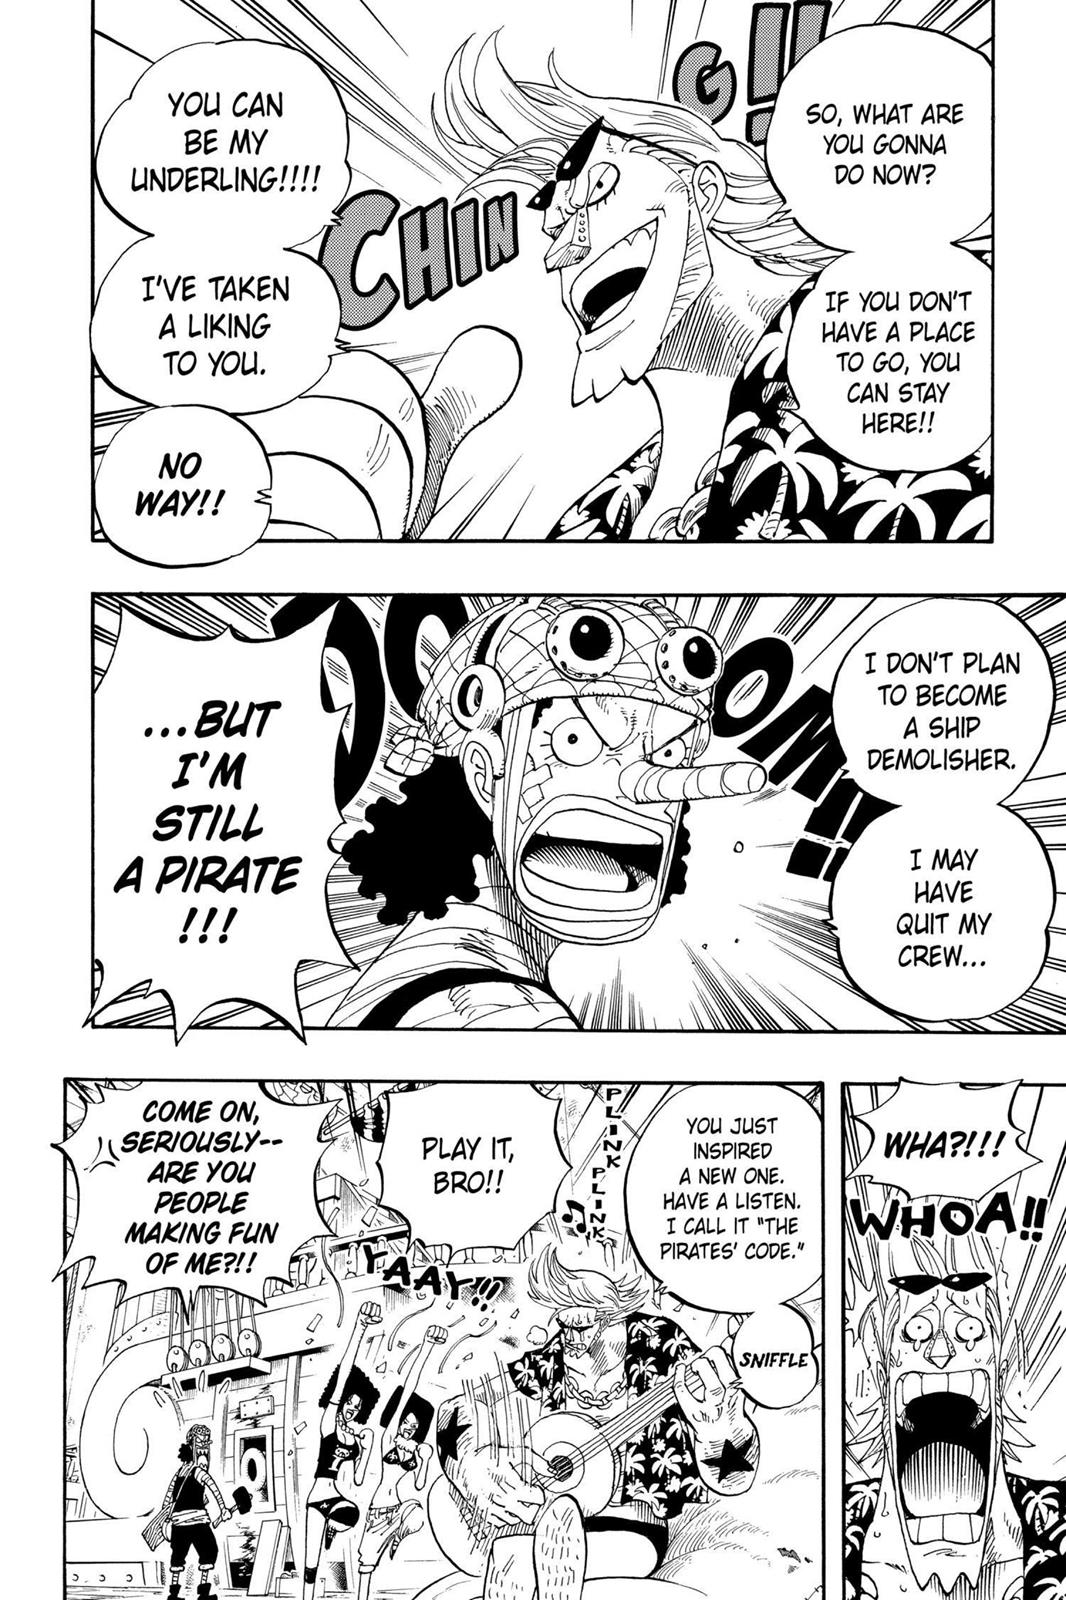 SO, WHAT ARE
YOU GONNA
DO NOW?
IF YOU DON'T
HAVE A PLACE
TO GO, YOU
CAN STAY
HERE!!
CHING!!
YOU CAN
BE MY
UNDERLING!!!!
I'VE TAKEN
A LIKING
TO YOU.
NO
WAY!!
I DON'T PLAN
TO BECOME
A SHIP
DEMOLISHER.
I MAY
HAVE
QUIT MY
CREW...
...BUT
I'M
STILL
A PIRATE
!!!
WHA?!!!
WHOA!!
YOU JUST
INSPIRED
A NEW ONE.
HAVE A LISTEN.
I CALL IT "THE
PIRATES' CODE."
SNIFFLE
PLINK PLINK
PLAY IT,
BRO!!
YAAAY!!
COME ON,
SERIOUSLY--
ARE YOU
PEOPLE
MAKING FUN
OF ME?!!